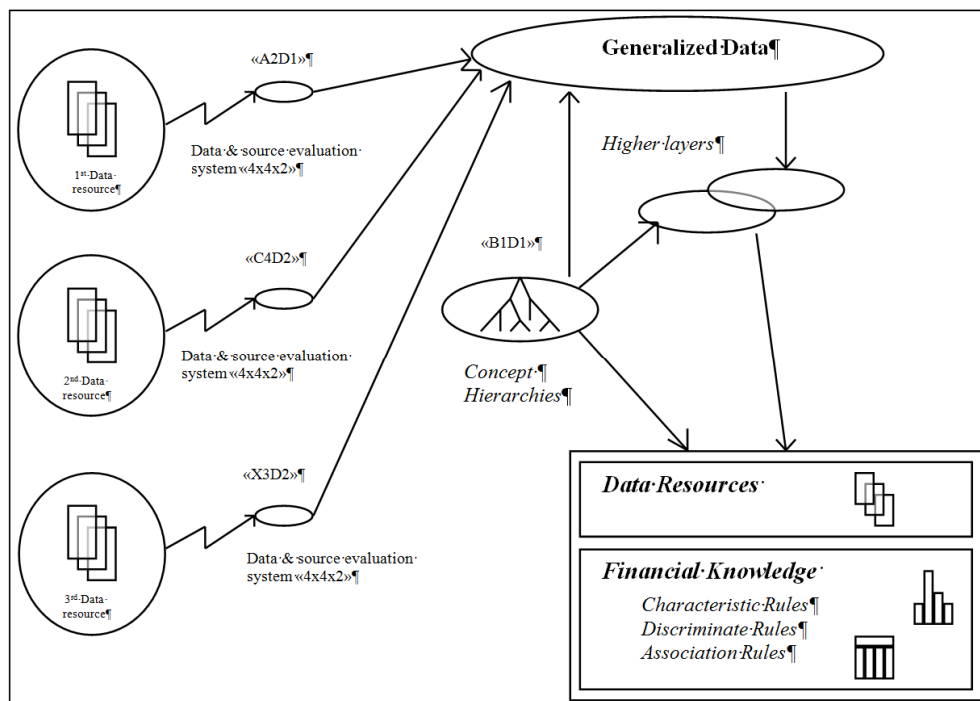 Generalized·Data¶
«A2D1»¶
Data·&·source·evaluation·
system·«4x4x2»¶
1st·Data·
resource¶
Higher·layers¶
«B1D1»¶
«C4D2»¶
Data·&·source·evaluation·
system·«4x4x2»¶
2nd·Data·
resource¶
Concept·¶
Hierarchies¶
«X3D2»¶
Data·&·source·evaluation·
system·«4x4x2»¶
3rd·Data·
resource¶
Data·Resources·
Financial·Knowledge·
Characteristic·Rules¶
Discriminate·Rules¶
Association·Rules¶